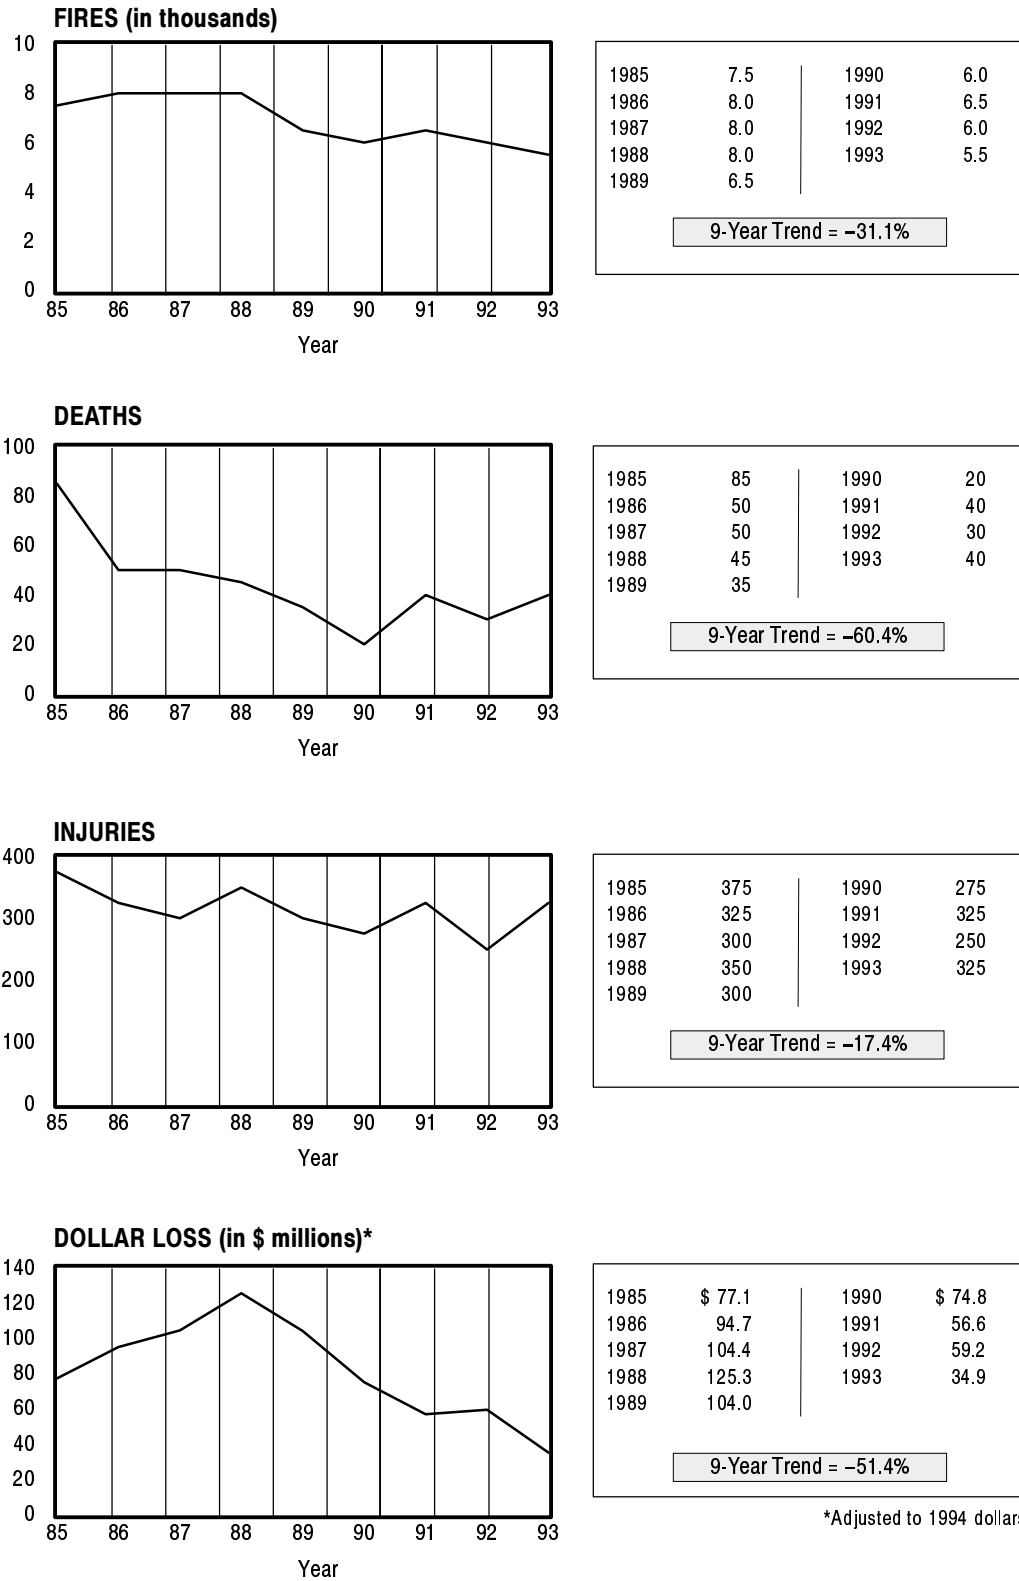 FIRES (in thousands)
10
8
6
4
2
0
85 86 87 88 89 90 91 92 93
Year
1985 7.5 1990 6.0
1986 8.0 1991 6.5
1987 8.0 1992 6.0
1988 8.0 1993 5.5
1989 6.5
9-Year Trend = –31.1%
DEATHS
100
80
60
40
20
0
85 86 87 88 89 90 91 92 93
Year
1985 85 1990 20
1986 50 1991 40
1987 50 1992 30
1988 45 1993 40
1989 35
9-Year Trend = –60.4%
INJURIES
400
300
200
100
0
85 86 87 88 89 90 91 92 93
Year
1985 375 1990 275
1986 325 1991 325
1987 300 1992 250
1988 350 1993 325
1989 300
9-Year Trend = –17.4%
DOLLAR LOSS (in $ millions)*
140
120
100
80
60
40
20
0
85 86 87 88 89 90 91 92 93
Year
1985 $ 77.1 1990 $ 74.8
1986 94.7 1991 56.6
1987 104.4 1992 59.2
1988 125.3 1993 34.9
1989 104.0
9-Year Trend = –51.4%
*Adjusted to 1994 dollars